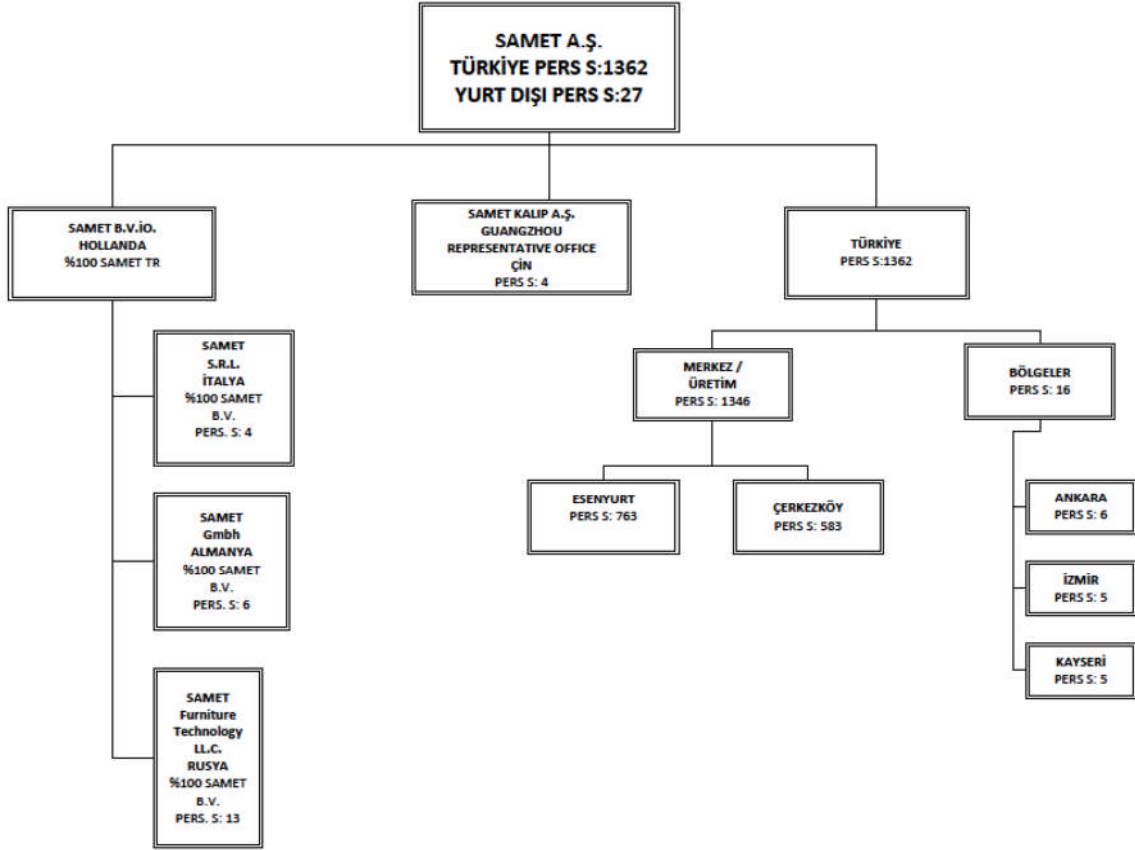 SAMET A.Ş.
TÜRKİYE PERS S:1362
YURT DIŞI PERS S:27
SAMET B.V.İO.
HOLLANDA
%100 SAMET TR
SAMET KALIP A.Ş.
GUANGZHOU
REPRESENTATIVE OFFICE
ÇİN
PERS S: 4
TÜRKİYE
PERS S:1362
SAMET
S.R.L.
İTALYA
%100 SAMET
B.V.
PERS. S: 4
MERKEZ /
ÜRETİM
PERS S: 1346
BÖLGELER
PERS S: 16
SAMET
Gmbh
ALMANYA
%100 SAMET
B.V.
PERS. S: 6
ESENYURT
PERS S: 763
ÇERKEZKÖY
PERS S: 583
ANKARA
PERS S: 6
İZMİR
PERS S: 5
KAYSERİ
PERS S: 5
SAMET
Furniture
Technology
LL.C.
RUSYA
%100 SAMET
B.V.
PERS. S: 13